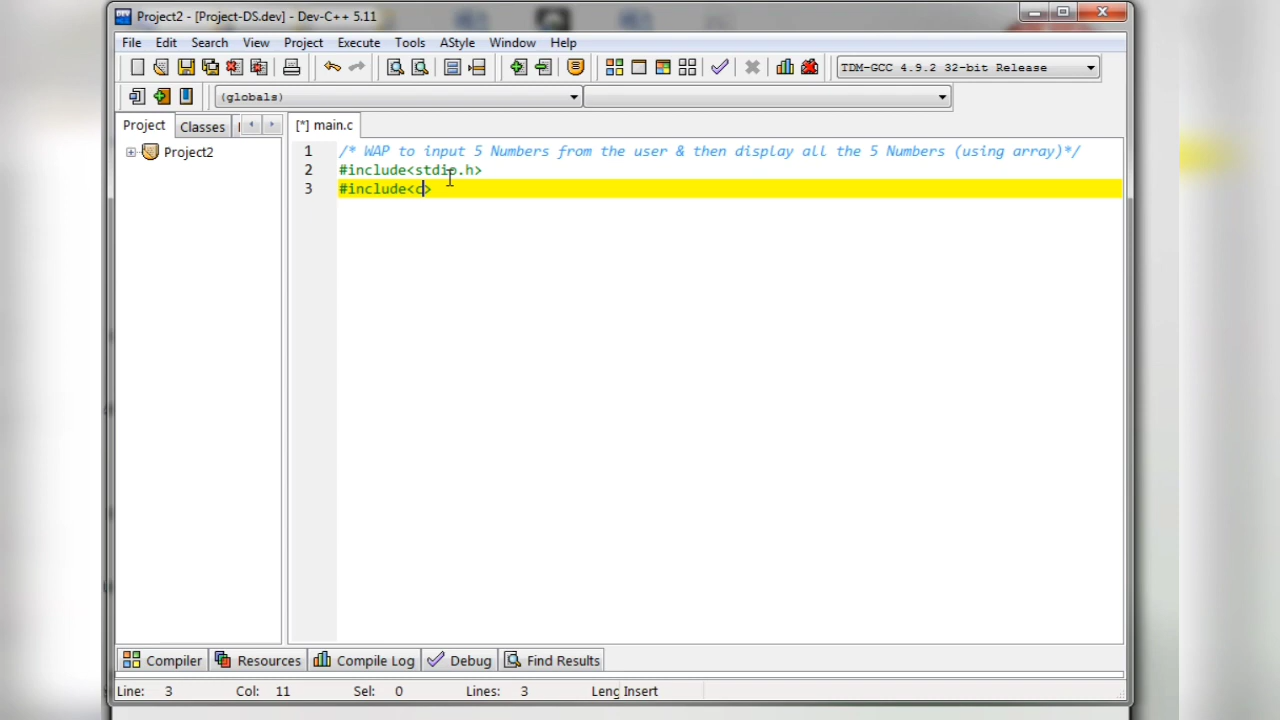 Project2 - [Project-DS.dev] - Dev-C++ 5.11
File Edit Search View Project Execute Tools AStyle Window Help
TDM-GCC 4.9.2 32-bit Release
(globals)
Project Classes [*] main.c
Project2
1 /* WAP to input 5 Numbers from the user & then display all the 5 Numbers (using array)*/
2 #include<stdio.h>
3 #include<c>
Compiler Resources Compile Log Debug Find Results
Line: 3 Col: 11 Sel: 0 Lines: 3 Leng Insert